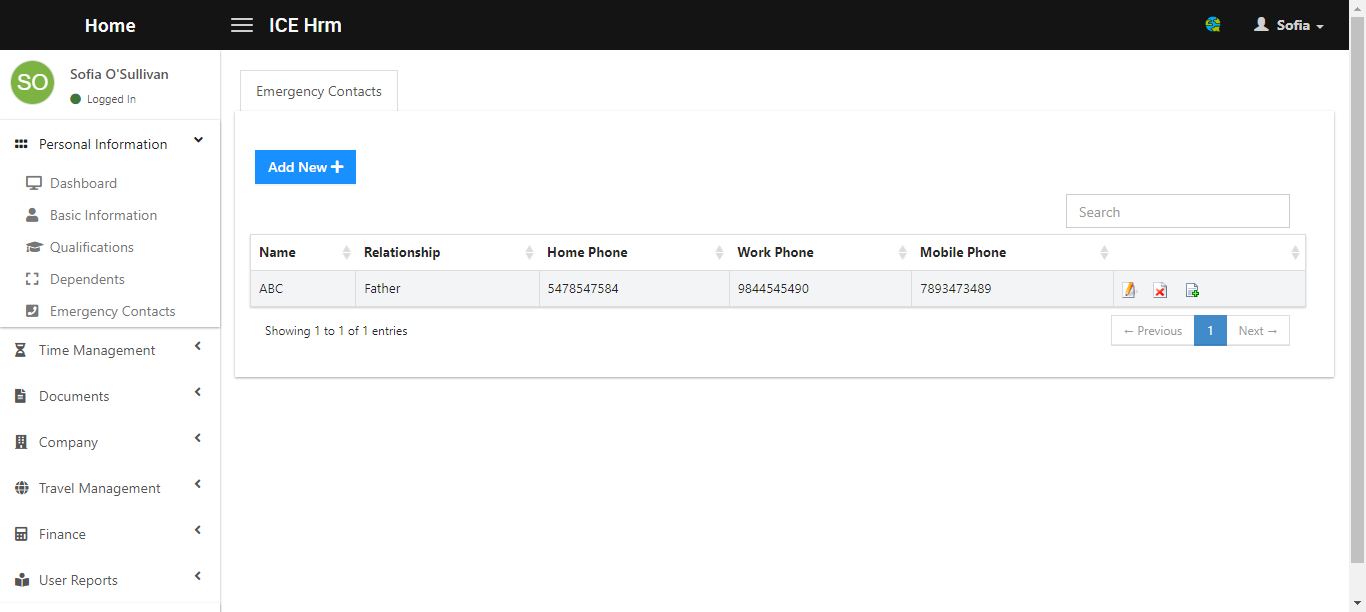 Home
ICE Hrm
Sofia
SO
Sofia O'Sullivan
Logged In
Personal Information
Dashboard
Basic Information
Qualifications
Dependents
Emergency Contacts
Time Management
Documents
Company
Travel Management
Finance
User Reports
Emergency Contacts
Add New
Search
Name Relationship Home Phone Work Phone Mobile Phone
ABC Father 5478547584 9844545490 7893473489
Showing 1 to 1 of 1 entries
← Previous 1 Next →